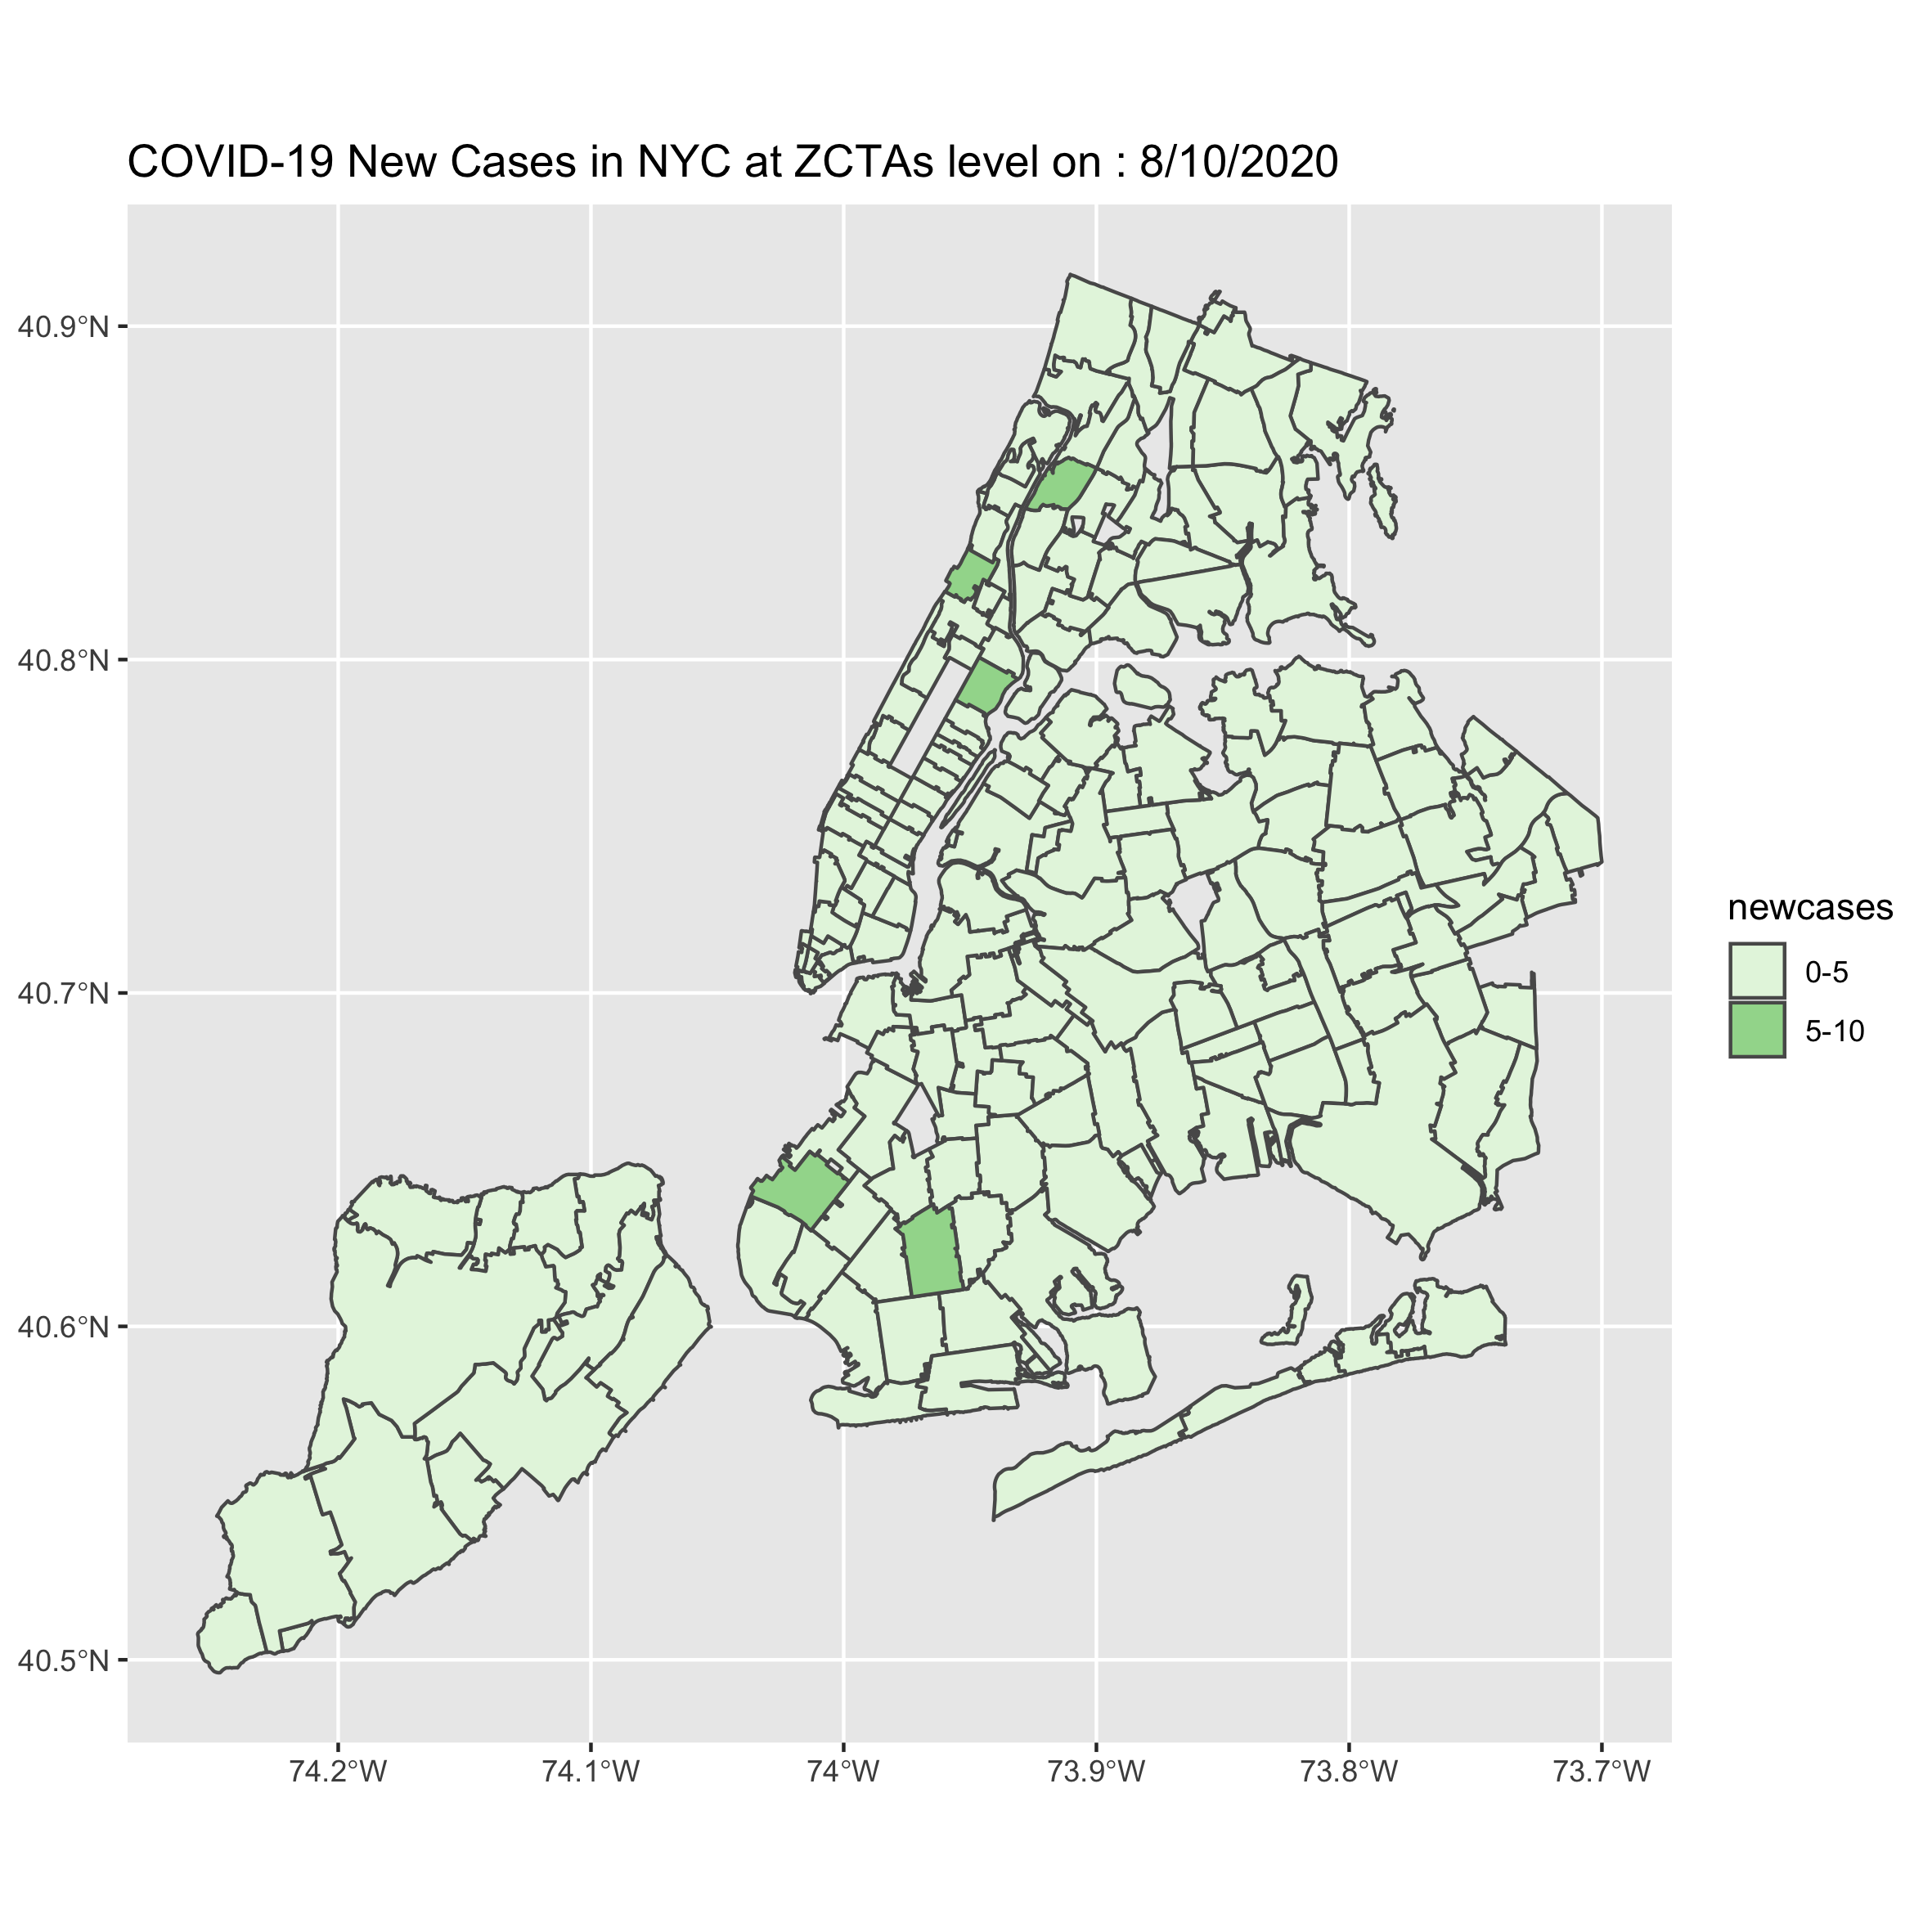 COVID-19 New Cases in NYC at ZCTAs level on : 8/10/2020
40.9°N
40.8°N
40.7°N
40.6°N
40.5°N
74.2°W
74.1°W
74°W
73.9°W
73.8°W
73.7°W
newcases
0-5
5-10